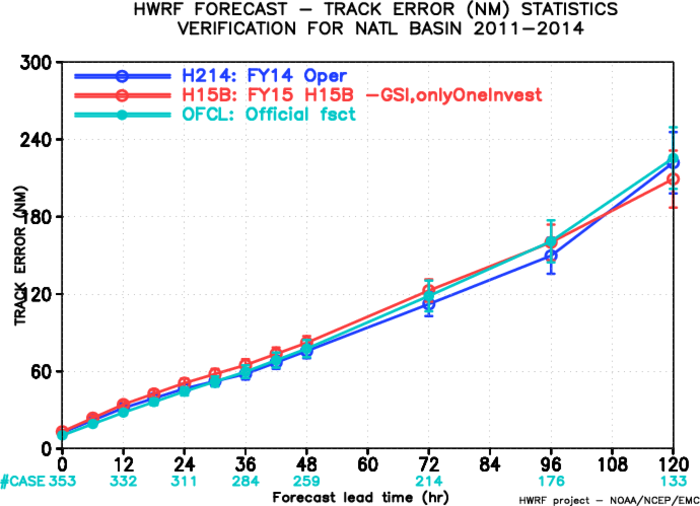 HWRF FORECAST – TRACK ERROR (NM) STATISTICS
VERIFICATION FOR NATL BASIN 2011–2014
H214: FY14 Oper
H15B: FY15 H15B –GSI,onlyOneInvest
OFCL: Official fsct
TRACK ERROR (NM)
300
240
180
120
60
0
0 12 24 36 48 60 72 84 96 108 120
#CASE 353 332 311 284 259 214 176 133
Forecast lead time (hr)
HWRF project – NOAA/NCEP/EMC